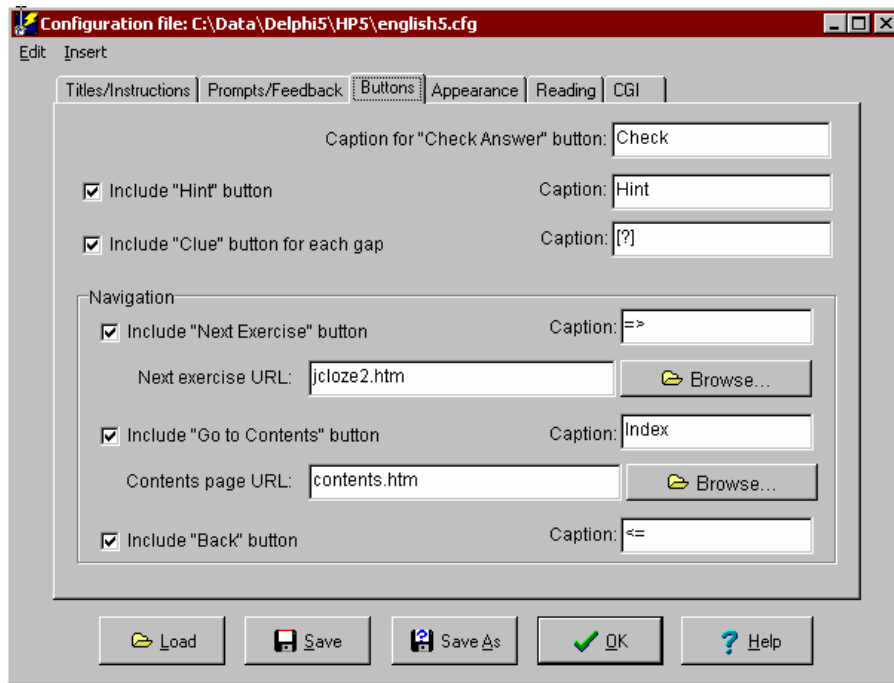 Configuration file: C:\Data\Delphi5\HP5\english5.cfg
Edit Insert
Titles/Instructions Prompts/Feedback Buttons Appearance Reading CGI
Caption for "Check Answer" button: Check
Include "Hint" button Caption: Hint
Include "Clue" button for each gap Caption: [?]
Navigation
Include "Next Exercise" button Caption: =>
Next exercise URL: jcloze2.htm Browse...
Include "Go to Contents" button Caption: Index
Contents page URL: contents.htm Browse...
Include "Back" button Caption: <=
Load Save Save As OK Help